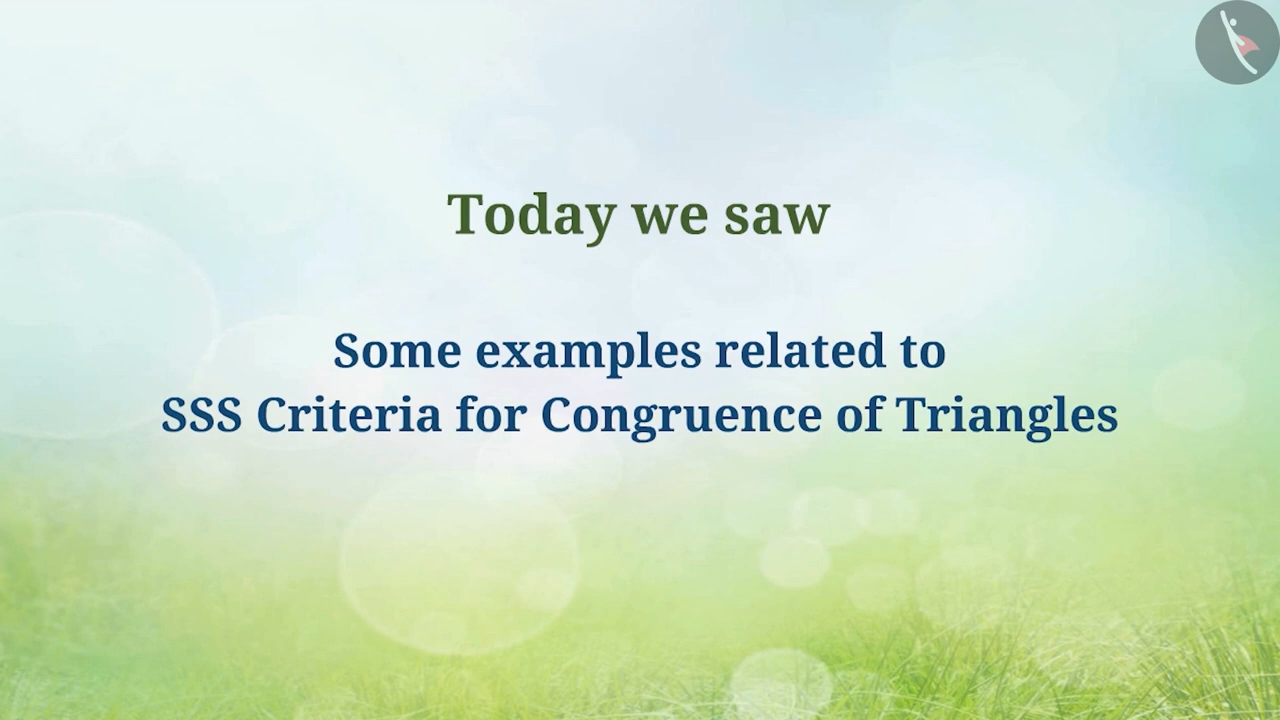 Today we saw
Some examples related to
SSS Criteria for Congruence of Triangles